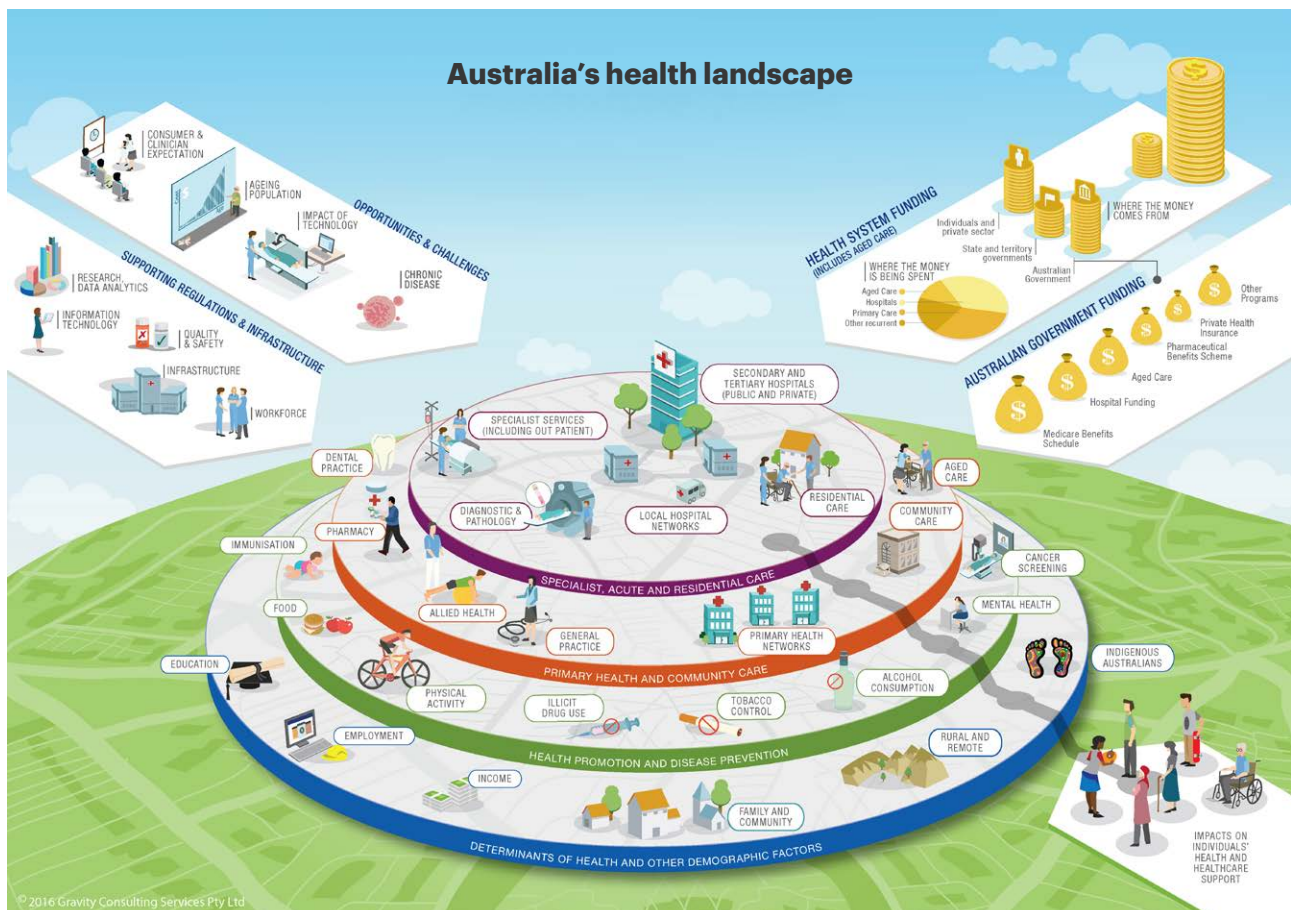 Australia's health landscape
CONSUMER &
CLINICIAN
EXPECTATION
AGEING
POPULATION
IMPACT OF
TECHNOLOGY
CHRONIC
DISEASE
OPPORTUNITIES & CHALLENGES
RESEARCH,
DATA ANALYTICS
INFORMATION
TECHNOLOGY
QUALITY
& SAFETY
INFRASTRUCTURE
WORKFORCE
SUPPORTING REGULATIONS & INFRASTRUCTURE
HEALTH SYSTEM FUNDING
(INCLUDES AGED CARE)
Individuals and
private sector
State and territory
governments
Australian
Government
WHERE THE MONEY
COMES FROM
WHERE THE MONEY
IS BEING SPENT
Aged Care
Hospitals
Primary Care
Other recurrent
AUSTRALIAN GOVERNMENT FUNDING
Other
Programs
Private Health
Insurance
Pharmaceutical
Benefits Scheme
Aged Care
Hospital Funding
Medicare Benefits
Schedule
SECONDARY AND
TERTIARY HOSPITALS
(PUBLIC AND PRIVATE)
SPECIALIST SERVICES
(INCLUDING OUT PATIENT)
DIAGNOSTIC &
PATHOLOGY
LOCAL HOSPITAL
NETWORKS
RESIDENTIAL
CARE
SPECIALIST, ACUTE AND RESIDENTIAL CARE
DENTAL
PRACTICE
PHARMACY
AGED
CARE
COMMUNITY
CARE
ALLIED HEALTH
GENERAL
PRACTICE
PRIMARY HEALTH
NETWORKS
PRIMARY HEALTH AND COMMUNITY CARE
IMMUNISATION
CANCER
SCREENING
FOOD
MENTAL HEALTH
PHYSICAL
ACTIVITY
ILLICIT
DRUG USE
TOBACCO
CONTROL
ALCOHOL
CONSUMPTION
HEALTH PROMOTION AND DISEASE PREVENTION
EDUCATION
INDIGENOUS
AUSTRALIANS
EMPLOYMENT
RURAL AND
REMOTE
INCOME
FAMILY AND
COMMUNITY
DETERMINANTS OF HEALTH AND OTHER DEMOGRAPHIC FACTORS
IMPACTS ON
INDIVIDUALS'
HEALTH AND
HEALTHCARE
SUPPORT
© 2016 Gravity Consulting Services Pty Ltd